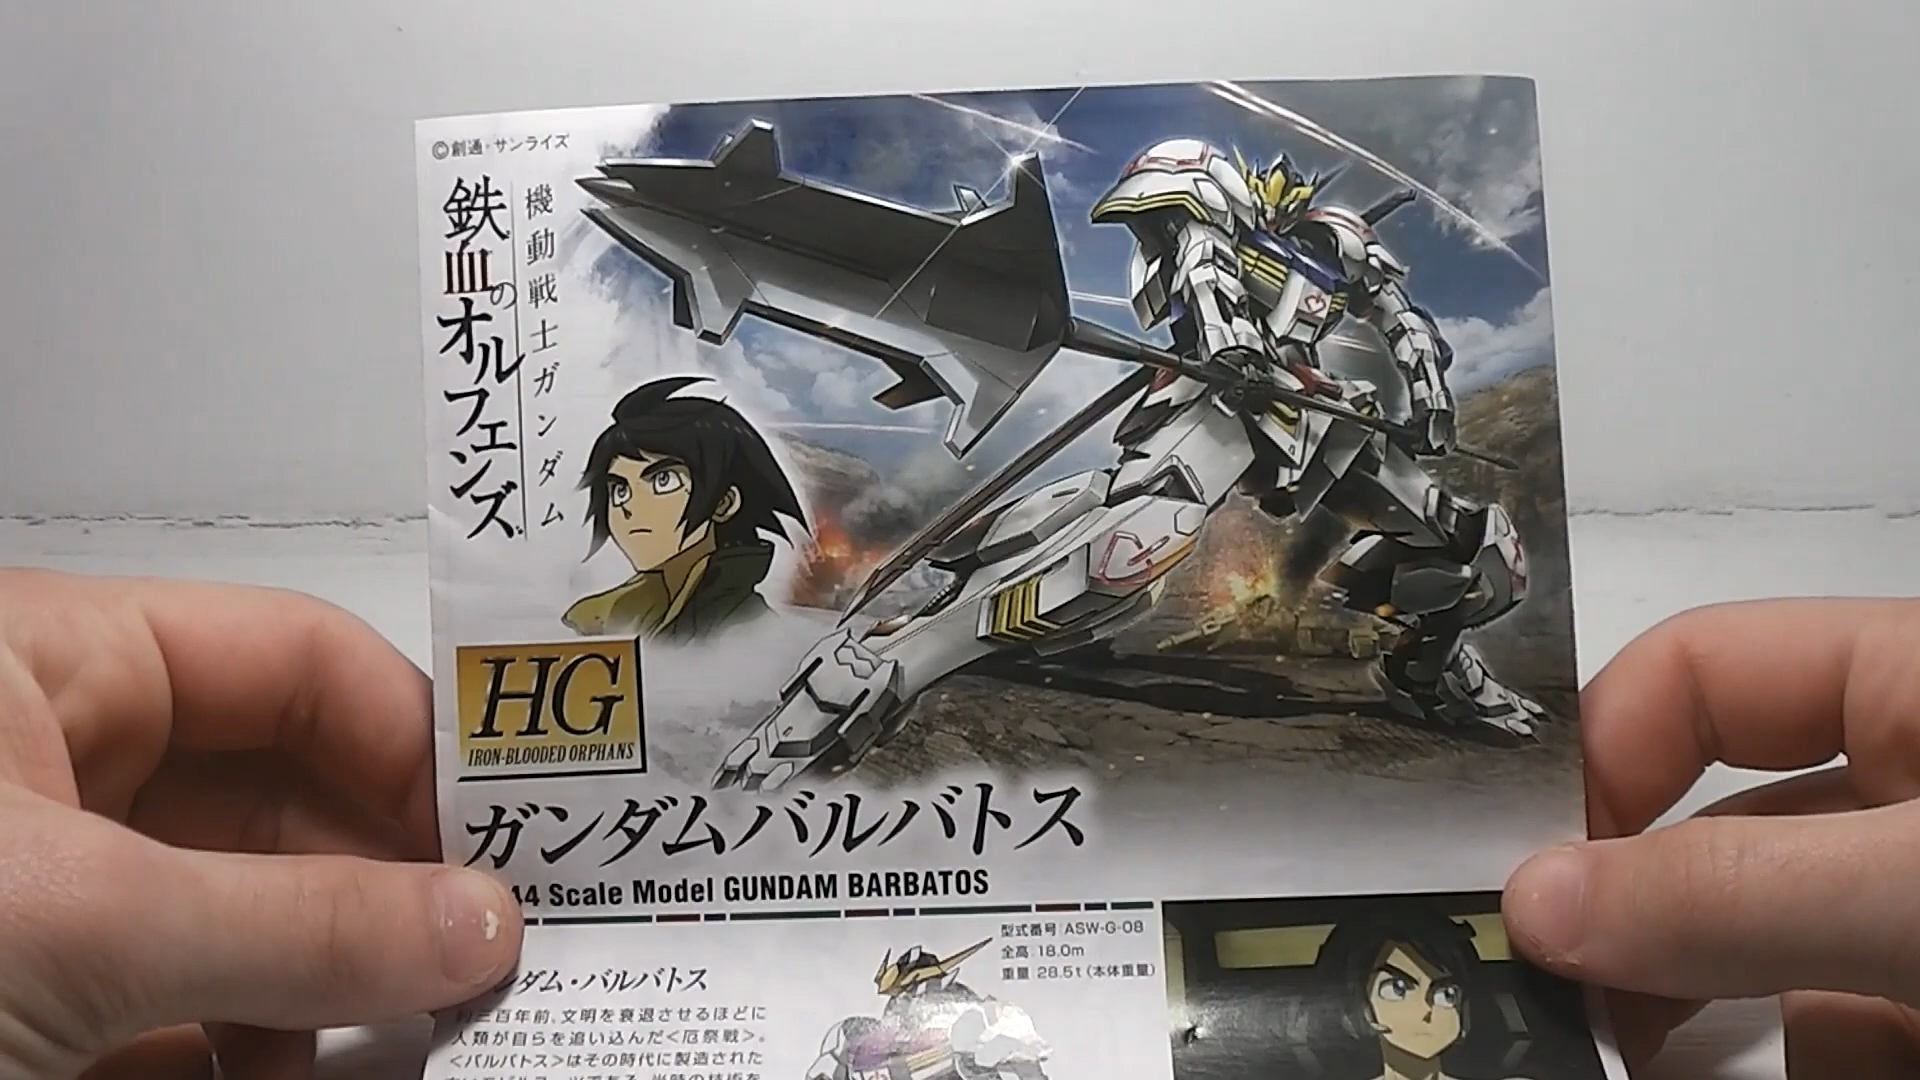 ©創通・サンライズ
機動戦士ガンダム
鉄血のオルフェンズ
HG
IRON-BLOODED ORPHANS
ガンダムバルバトス
44 Scale Model GUNDAM BARBATOS
型式番号 ASW-G-08
全高 18.0m
重量 28.5t(本体重量)
ンダム・バルバトス
三百年前、文明を衰退させるほどに
人類が自らを追い込んだ<厄祭戦>。
<バルバトス>はその時代に製造された